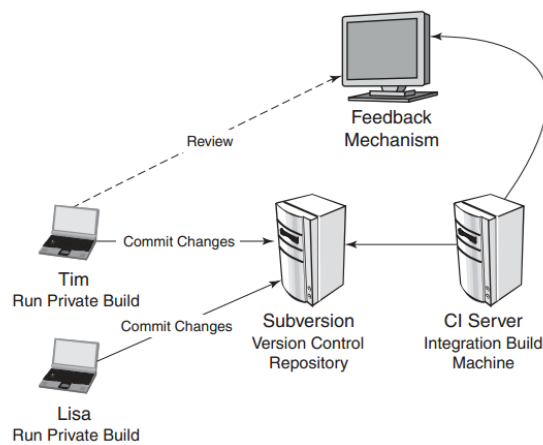 Feedback
Mechanism
Review
Commit Changes
Tim
Run Private Build
Commit Changes
Subversion
Version Control
Repository
CI Server
Integration Build
Machine
Lisa
Run Private Build